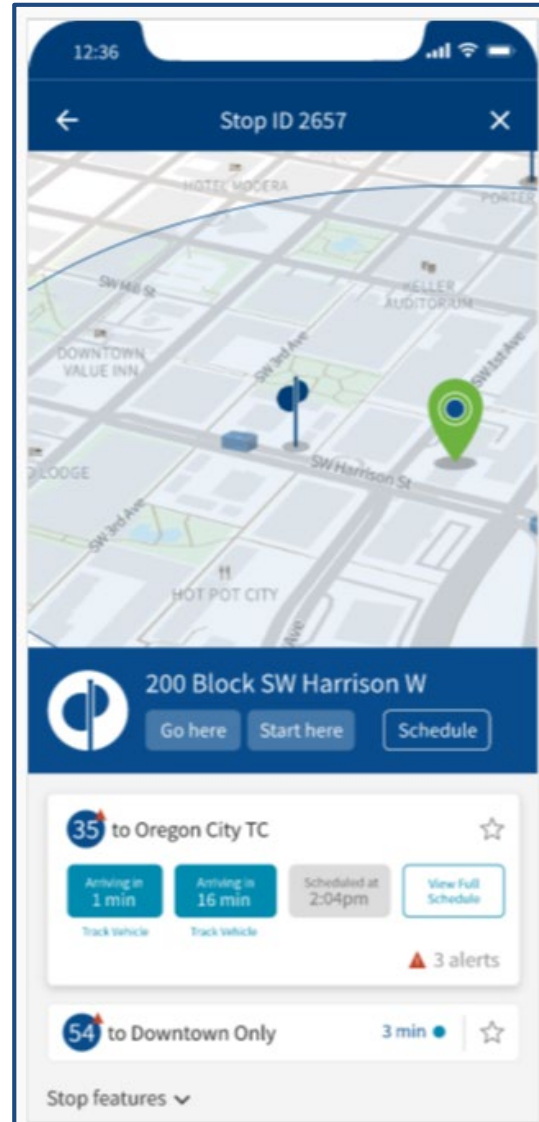 12:36
Stop ID 2657
HOTEL MODERA
PORTER
SW Hill St
KELLER
AUDITORIUM
DOWNTOWN
VALUE INN
SW 3rd Ave
SW 1st Ave
LODGE
SW Harrison St
SW 3rd Ave
HOT POT CITY
Ave
200 Block SW Harrison W
Go here
Start here
Schedule
35 to Oregon City TC
Arriving in
1 min
Arriving in
16 min
Scheduled at
2:04pm
View Full
Schedule
Track Vehicle
Track Vehicle
3 alerts
54 to Downtown Only
3 min
Stop features